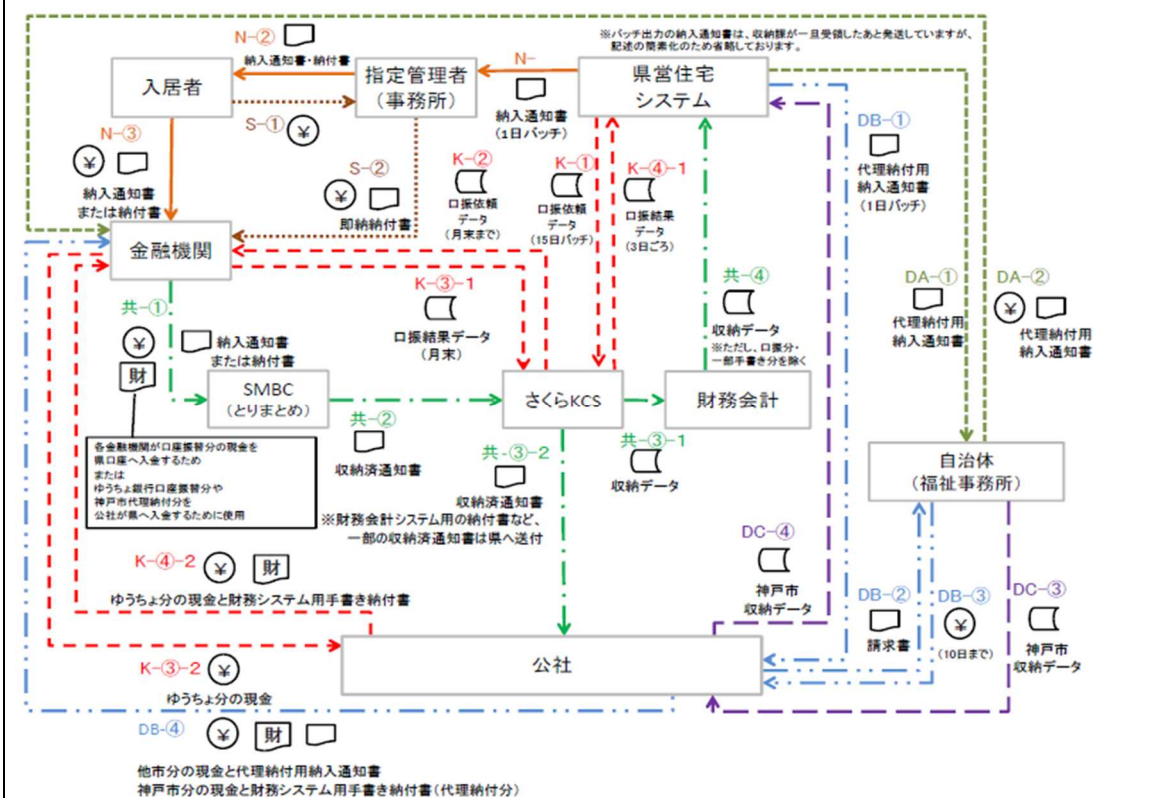 ※バッチ出力の納入通知書は、収納課が一旦受領したあと発送していますが、
記述の簡素化のため省略しております。
N-②
納入通知書・納付書
入居者
指定管理者
(事務所)
N-
納入通知書
(1日バッチ)
県営住宅
システム
S-①
¥
N-③
¥
納入通知書
または納付書
S-②
¥
即納納付書
K-②
口振依頼
データ
(月末まで)
K-①
口振依頼
データ
(15日バッチ)
K-④-1
口振結果
データ
(3日ごろ)
DB-①
代理納付用
納入通知書
(1日バッチ)
金融機関
共-①
¥
財
納入通知書
または納付書
K-③-1
口振結果データ
(月末)
共-④
収納データ
※ただし、口振分・
一部手書き分を除く
DA-①
代理納付用
納入通知書
DA-②
¥
代理納付用
納入通知書
SMBC
(とりまとめ)
さくらKCS
財務会計
共-②
収納済通知書
共-③-2
収納済通知書
※財務会計システム用の納付書など、
一部の収納済通知書は県へ送付
共-③-1
収納データ
各金融機関が口座振替分の現金を
県口座へ入金するため
または
ゆうちょ銀行口座振替分や
神戸市代理納付分を
公社が県へ入金するために使用
自治体
(福祉事務所)
K-④-2
¥
財
ゆうちょ分の現金と財務システム用手書き納付書
DC-④
神戸市
収納データ
DB-②
請求書
DB-③
¥
(10日まで)
DC-③
神戸市
収納データ
公社
K-③-2
¥
ゆうちょ分の現金
DB-④
¥
財
他市分の現金と代理納付用納入通知書
神戸市分の現金と財務システム用手書き納付書(代理納付分)